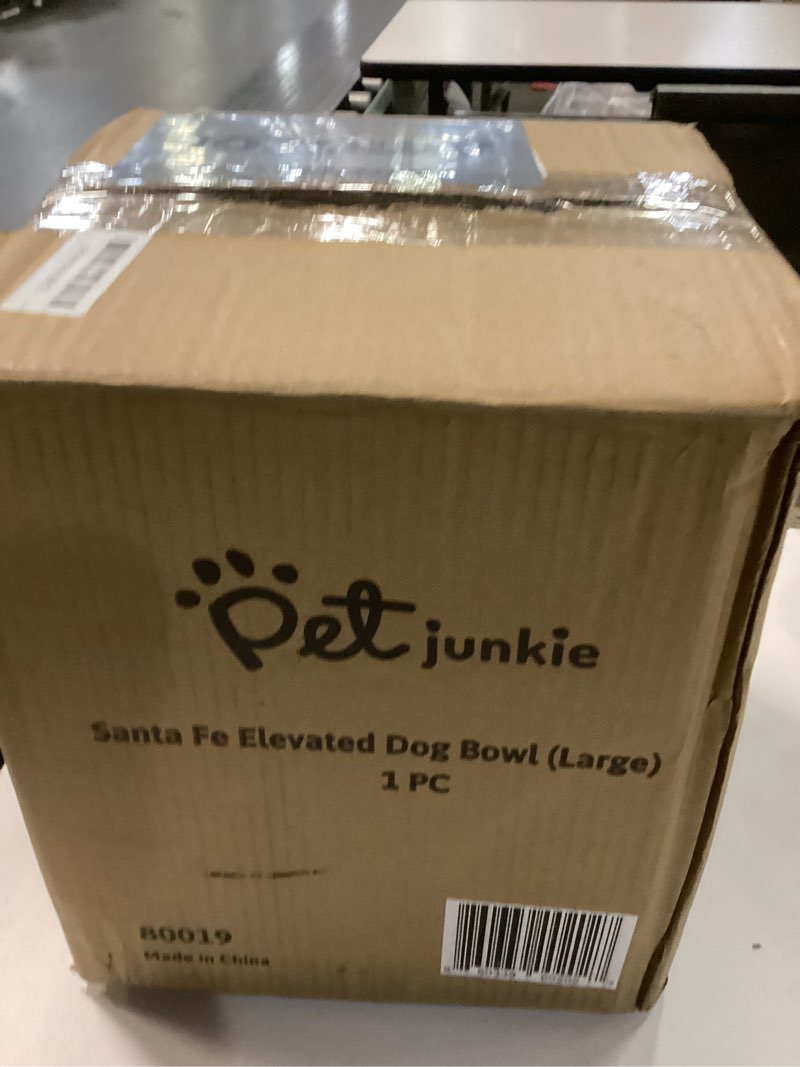 Pet junkie
Santa Fe Elevated Dog Bowl (Large)
1 PC
80019
Made in China